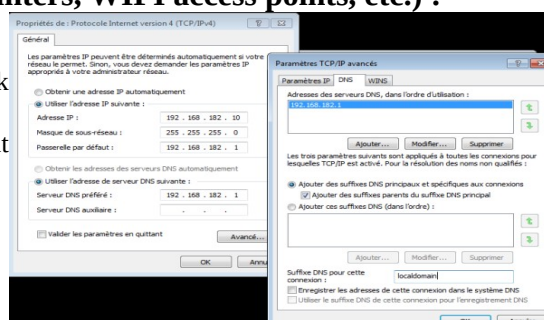 nters, WIFI access points, etc.) :
k
it
Propriétés de : Protocole Internet version 4 (TCP/IPv4)
Général
Les paramètres IP peuvent être déterminés automatiquement si votre
réseau le permet. Sinon, vous devez demander les paramètres IP
appropriés à votre administrateur réseau.
Obtenir une adresse IP automatiquement
Utiliser l'adresse IP suivante :
Adresse IP : 192 . 168 . 182 . 10
Masque de sous-réseau : 255 . 255 . 255 . 0
Passerelle par défaut : 192 . 168 . 182 . 1
Obtenir les adresses des serveurs DNS automatiquement
Utiliser l'adresse de serveur DNS suivante :
Serveur DNS préféré : 192 . 168 . 182 . 1
Serveur DNS auxiliaire : . . .
Valider les paramètres en quittant
Avancé...
OK Annu
Paramètres TCP/IP avancés
Paramètres IP DNS WINS
Adresses des serveurs DNS, dans l'ordre d'utilisation :
192.168.182.1
Ajouter... Modifier... Supprimer
Les trois paramètres suivants sont appliqués à toutes les connexions pour
lesquelles TCP/IP est activé. Pour la résolution des noms non qualifiés :
Ajouter des suffixes DNS principaux et spécifiques aux connexions
Ajouter des suffixes parents du suffixe DNS principal
Ajouter ces suffixes DNS (dans l'ordre) :
Ajouter... Modifier... Supprimer
Suffixe DNS pour cette
connexion : localdomain
Enregistrer les adresses de cette connexion dans le système DNS
Utiliser le suffixe DNS de cette connexion pour l'enregistrement DNS